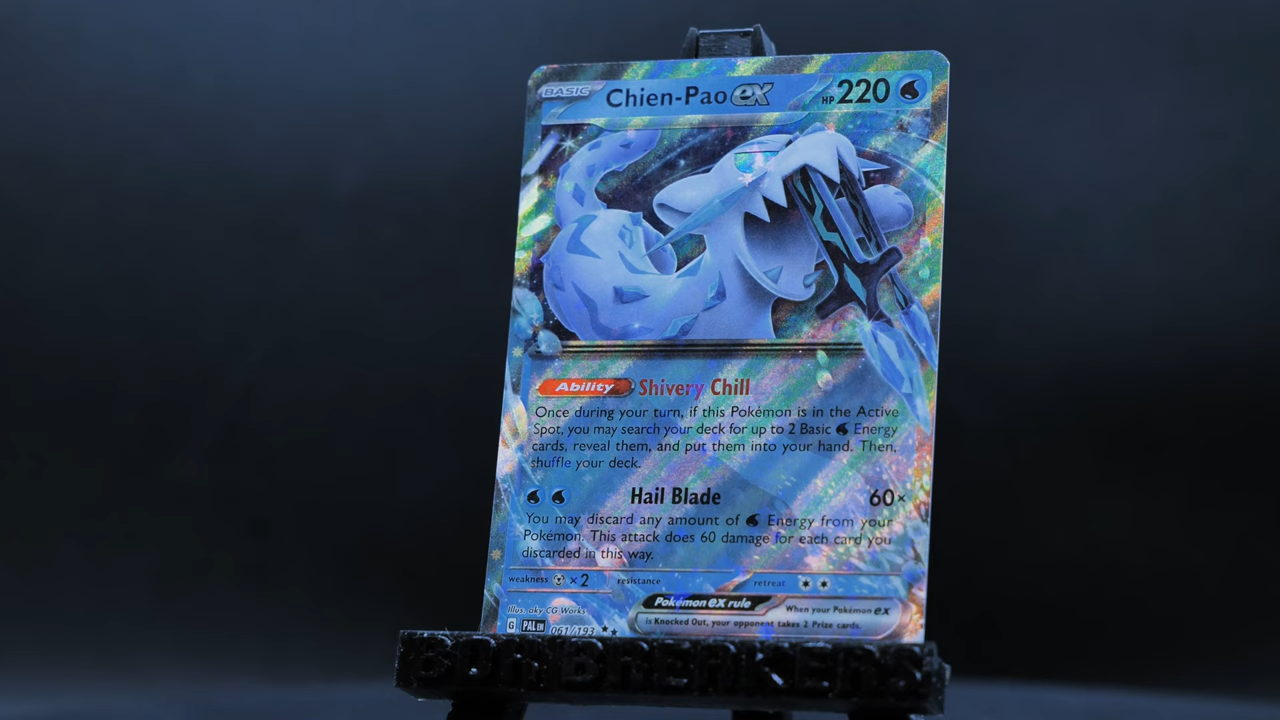 BASIC Chien-Pao ex HP 220
Ability Shivery Chill
Once during your turn, if this Pokémon is in the Active
Spot, you may search your deck for up to 2 Basic Energy
cards, reveal them, and put them into your hand. Then,
shuffle your deck.
Hail Blade 60×
You may discard any amount of Energy from your
Pokémon. This attack does 60 damage for each card you
discarded in this way.
weakness ×2 resistance retreat
Illus. aky CG Works
Pokémon ex rule When your Pokémon ex
is Knocked Out, your opponent takes 2 Prize cards.
G PAL EN 061/193
BREAKERS